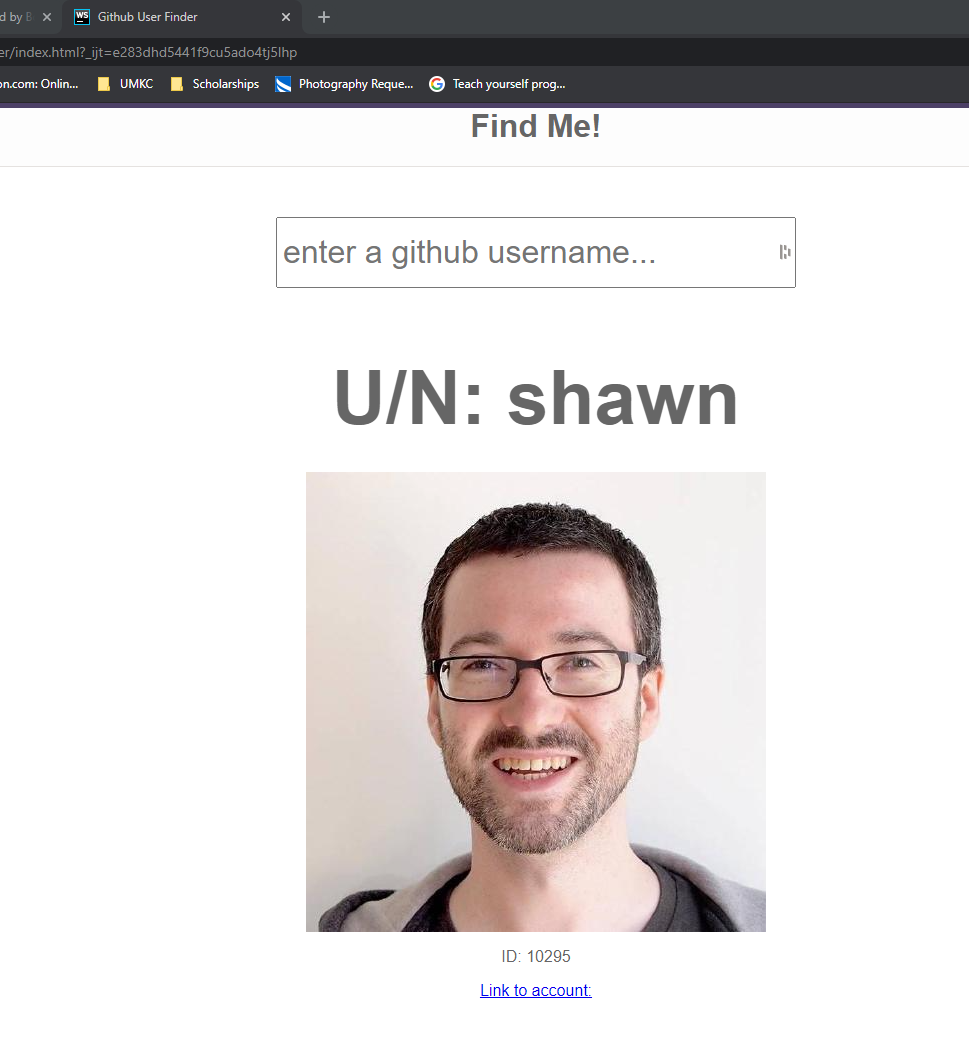 d by B
WS Github User Finder
er/index.html?_ijt=e283dhd5441f9cu5ado4tj5lhp
on.com: Onlin... UMKC Scholarships Photography Reque... Teach yourself prog...
Find Me!
enter a github username...
U/N: shawn
ID: 10295
Link to account: